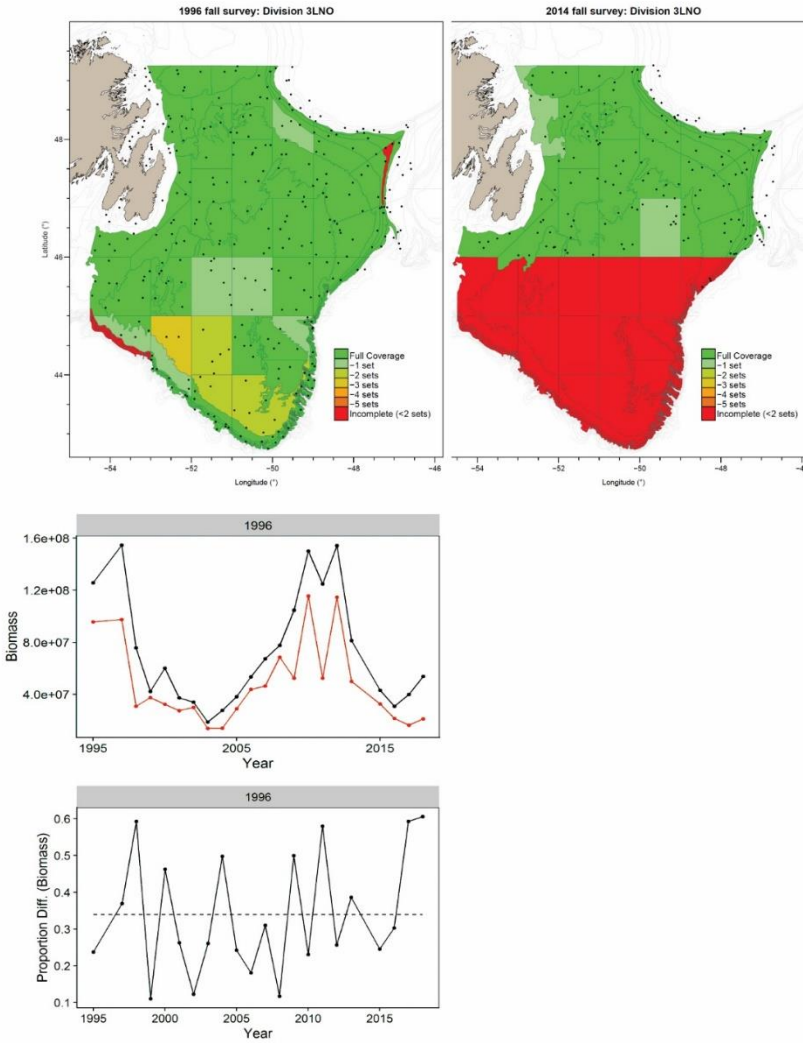 1996 fall survey: Division 3LNO
2014 fall survey: Division 3LNO
Latitude (°)
48
46
44
Full Coverage
−1 set
−2 sets
−3 sets
−4 sets
−5 sets
Incomplete (<2 sets)
−54
−52
−50
−48
−46
Longitude (°)
Full Coverage
−1 set
−2 sets
−3 sets
−4 sets
−5 sets
Incomplete (<2 sets)
−54
−52
−50
−48
Longitude (°)
1996
Biomass
1.6e+08
1.2e+08
8.0e+07
4.0e+07
1995
2005
2015
Year
1996
Proportion Diff. (Biomass)
0.6
0.5
0.4
0.3
0.2
0.1
1995
2000
2005
2010
2015
Year